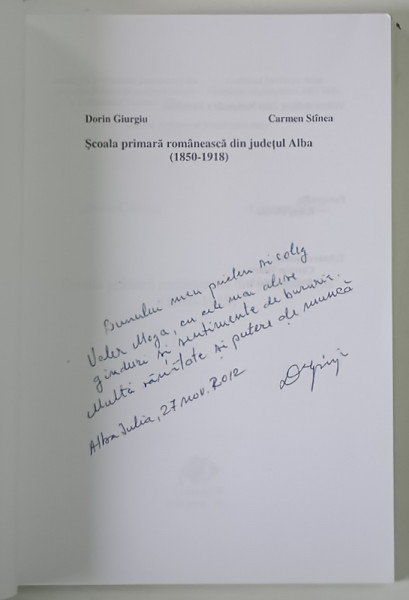 Dorin Giurgiu Carmen Stînea
Școala primară românească din județul Alba
(1850-1918)
Bunului meu prieten și coleg
Valer Moga, cu cele mai alese
gînduri și sentimente de bucurie.
Multă sănătate și putere de muncă
Alba Iulia, 27 nov. 2012